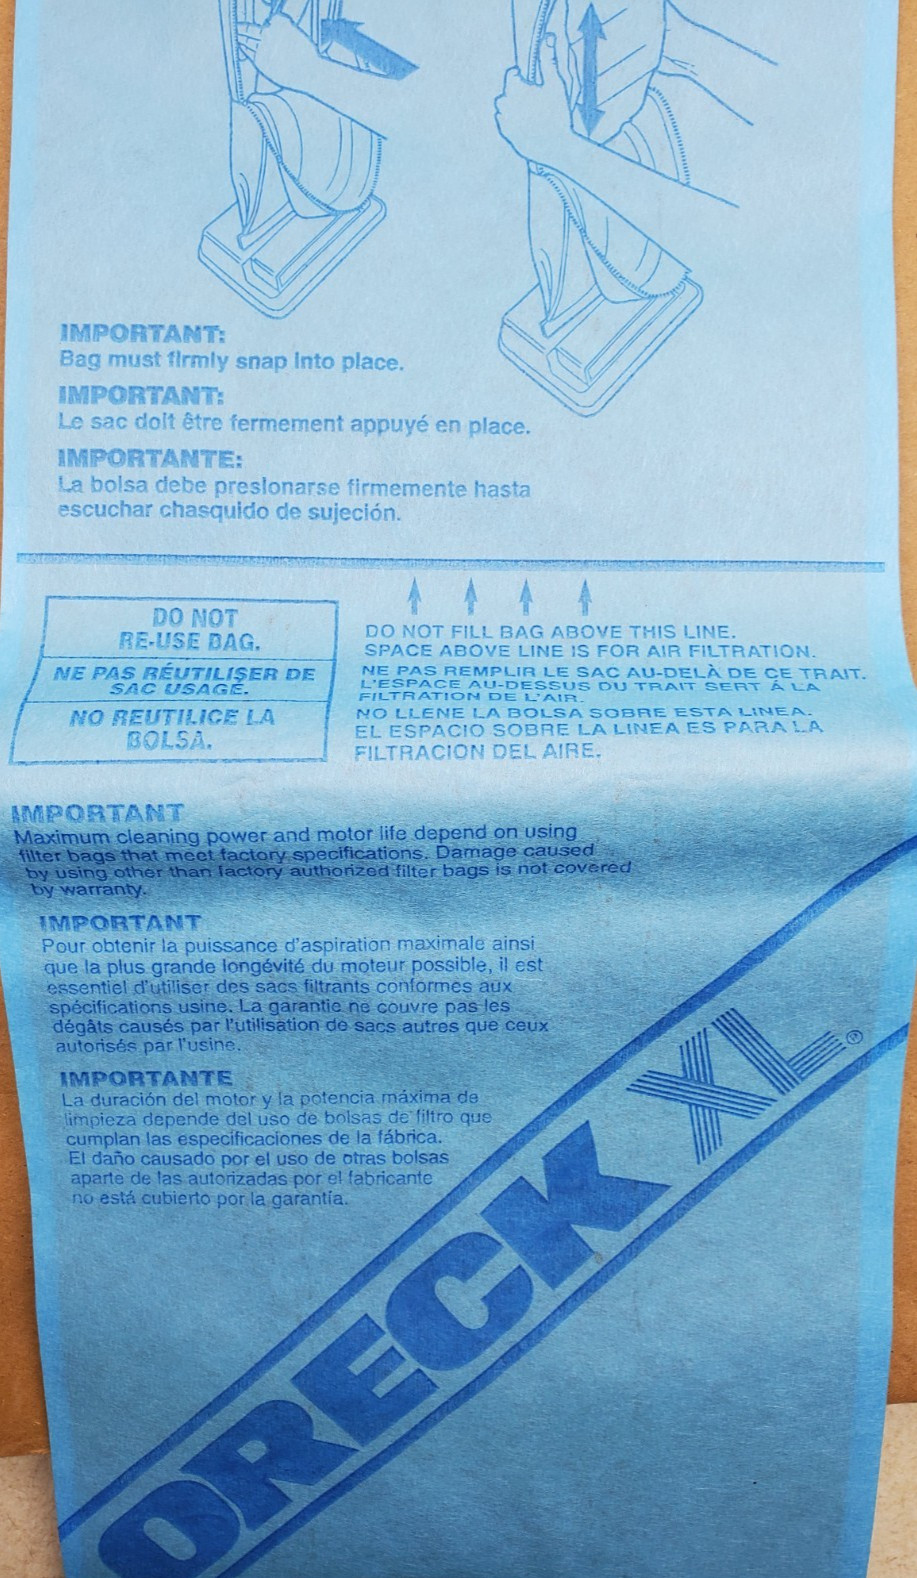 IMPORTANT:
Bag must firmly snap into place.
IMPORTANT:
Le sac doit être fermement appuyé en place.
IMPORTANTE:
La bolsa debe presionarse firmemente hasta
escuchar chasquido de sujeción.
DO NOT
RE-USE BAG.
NE PAS RÉUTILISER DE
SAC USAGÉ.
NO REUTILICE LA
BOLSA.
DO NOT FILL BAG ABOVE THIS LINE.
SPACE ABOVE LINE IS FOR AIR FILTRATION.
NE PAS REMPLIR LE SAC AU-DELÀ DE CE TRAIT.
L'ESPACE AU-DESSUS DU TRAIT SERT Á LA
FILTRATION DE L'AIR.
NO LLENE LA BOLSA SOBRE ESTA LINEA.
EL ESPACIO SOBRE LA LINEA ES PARA LA
FILTRACION DEL AIRE.
IMPORTANT
Maximum cleaning power and motor life depend on using
filter bags that meet factory specifications. Damage caused
by using other than factory authorized filter bags is not covered
by warranty.
IMPORTANT
Pour obtenir la puissance d'aspiration maximale ainsi
que la plus grande longévité du moteur possible, il est
essentiel d'utiliser des sacs filtrants conformes aux
spécifications usine. La garantie ne couvre pas les
dégâts causés par l'utilisation de sacs autres que ceux
autorisés par l'usine.
IMPORTANTE
La duración del motor y la potencia máxima de
limpieza depende del uso de bolsas de filtro que
cumplan las especificaciones de la fábrica.
El daño causado por el uso de otras bolsas
aparte de las autorizadas por el fabricante
no está cubierto por la garantía.
ORECK XL®